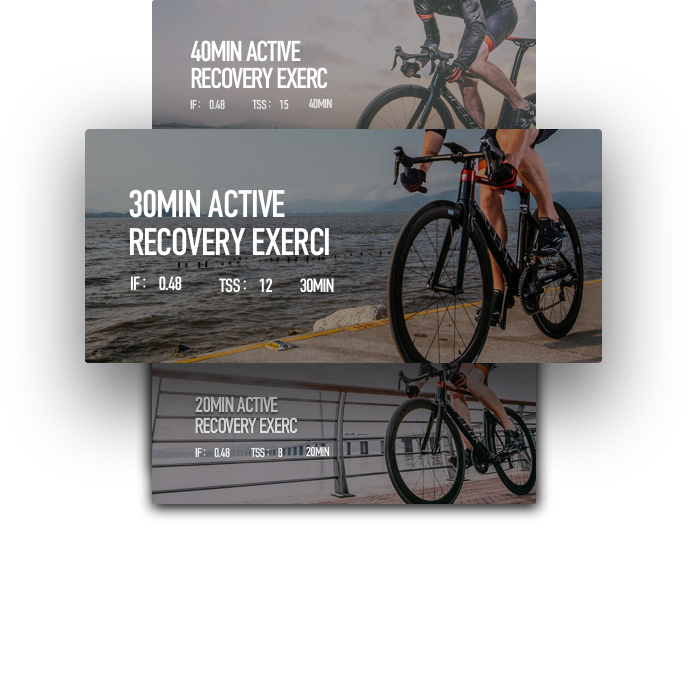 40MIN ACTIVE
RECOVERY EXERC
IF: 0.48 TSS: 15 40MIN
30MIN ACTIVE
RECOVERY EXERCI
IF: 0.48 TSS: 12 30MIN
20MIN ACTIVE
RECOVERY EXERC
IF: 0.48 TSS: 8 20MIN